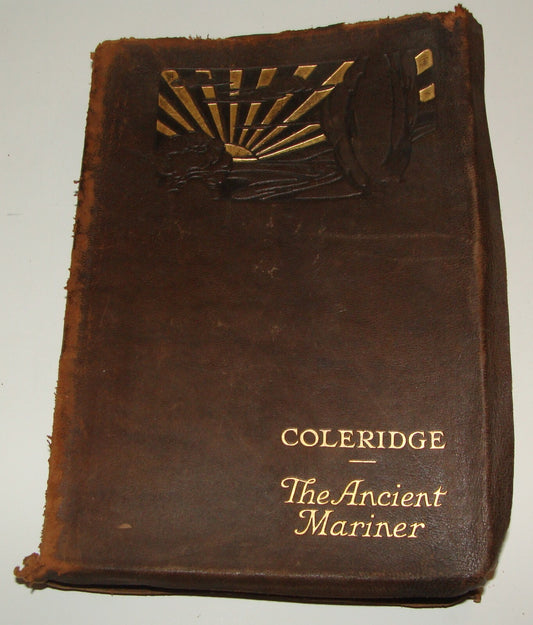 COLERIDGE
The Ancient
Mariner